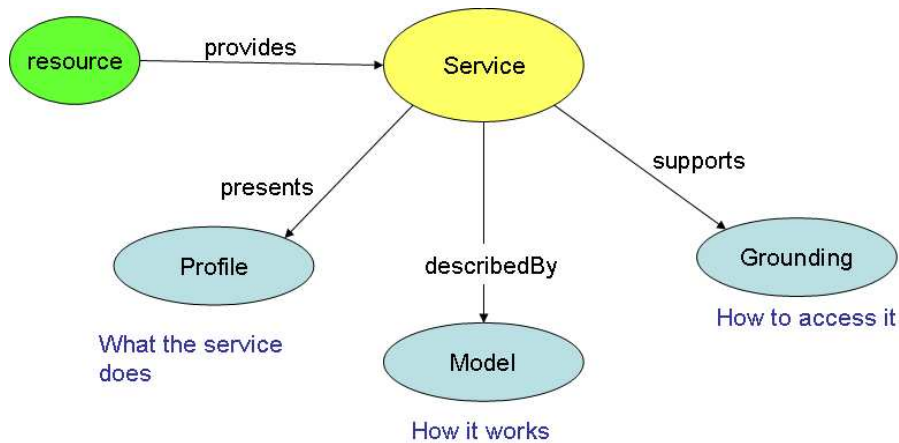 provides
resource
Service
presents
supports
Profile
describedBy
Grounding
What the service
does
How to access it
Model
How it works